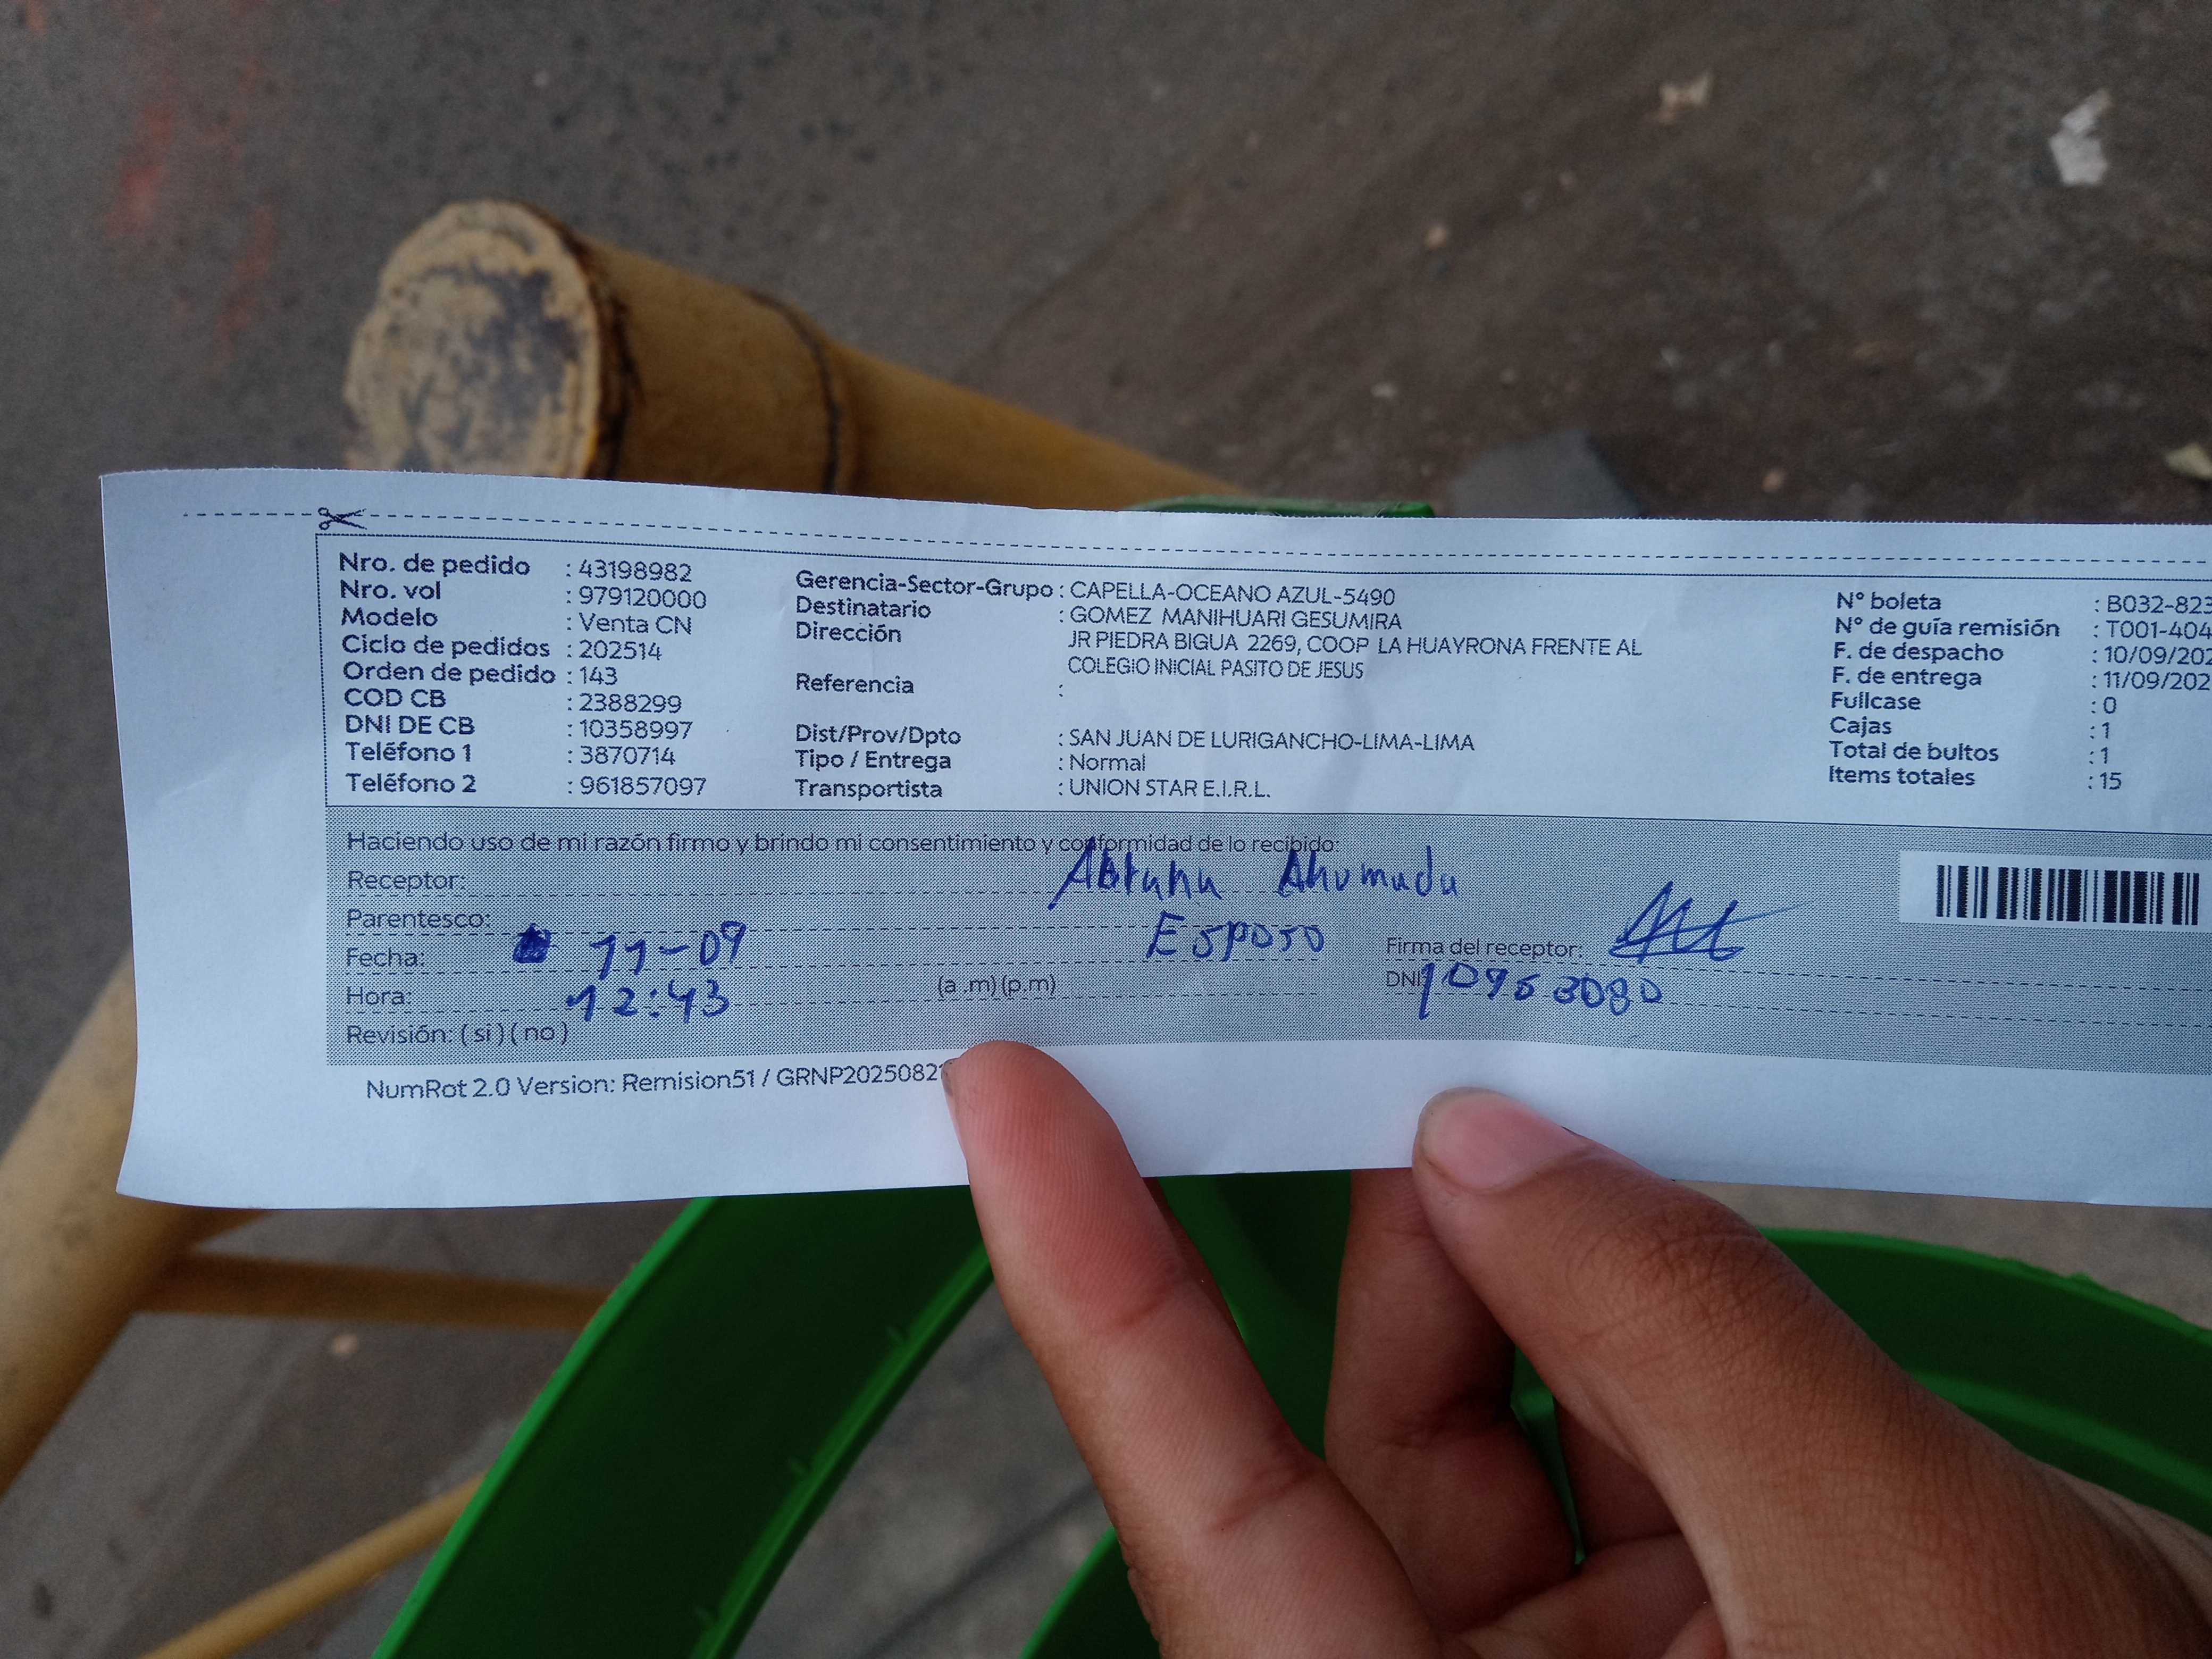 Nro. de pedido : 43198982
Nro. vol : 979120000
Modelo : Venta CN
Ciclo de pedidos : 202514
Orden de pedido : 143
COD CB : 2388299
DNI DE CB : 10358997
Teléfono 1 : 3870714
Teléfono 2 : 961857097
Gerencia-Sector-Grupo : CAPELLA-OCEANO AZUL-5490
Destinatario : GOMEZ MANIHUARI GESUMIRA
Dirección JR PIEDRA BIGUA 2269, COOP LA HUAYRONA FRENTE AL
COLEGIO INICIAL PASITO DE JESUS
Referencia :
Dist/Prov/Dpto : SAN JUAN DE LURIGANCHO-LIMA-LIMA
Tipo / Entrega : Normal
Transportista : UNION STAR E.I.R.L.
N° boleta : B032-823
N° de guía remisión : T001-404
F. de despacho : 10/09/202
F. de entrega : 11/09/202
Fullcase : 0
Cajas : 1
Total de bultos : 1
Items totales : 15
Haciendo uso de mi razón firmo y brindo mi consentimiento y conformidad de lo recibido:
Receptor: Ahumada
Parentesco: Esposo
Fecha: 11-09
Firma del receptor:
Hora: 12:43 (a .m) (p.m)
DNI
Revisión: ( si ) ( no )
NumRot 2.0 Version: Remision51 / GRNP2025082